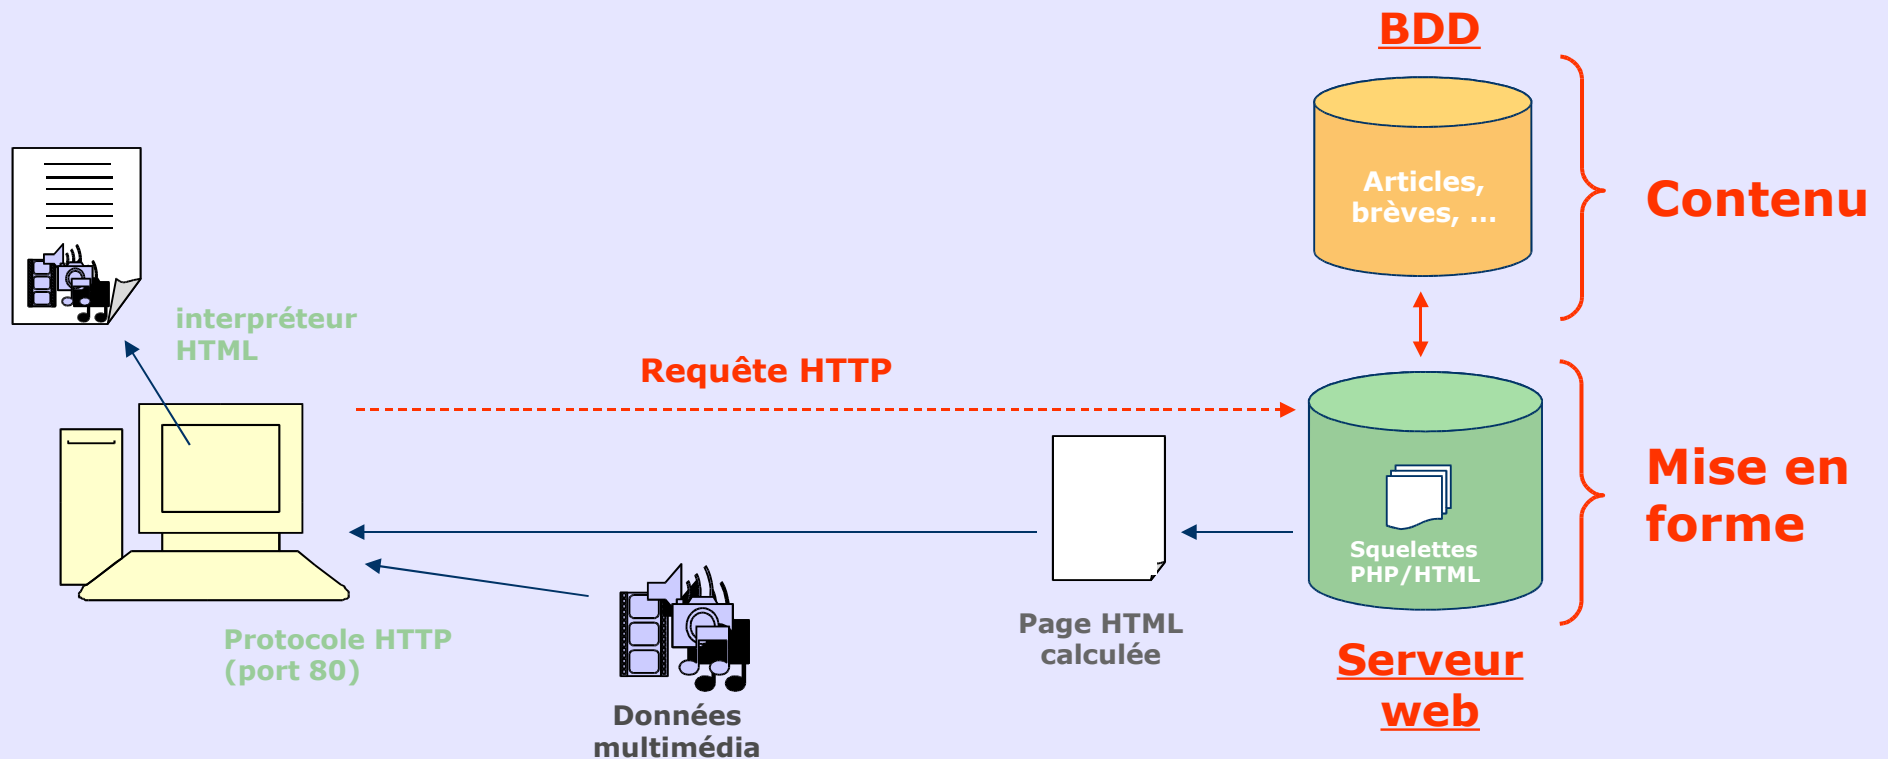 BDD
Articles,
brèves, ...
Contenu
interpréteur
HTML
Requête HTTP
Mise en
forme
Squelettes
PHP/HTML
Page HTML
calculée
Protocole HTTP
(port 80)
Serveur
web
Données
multimédia